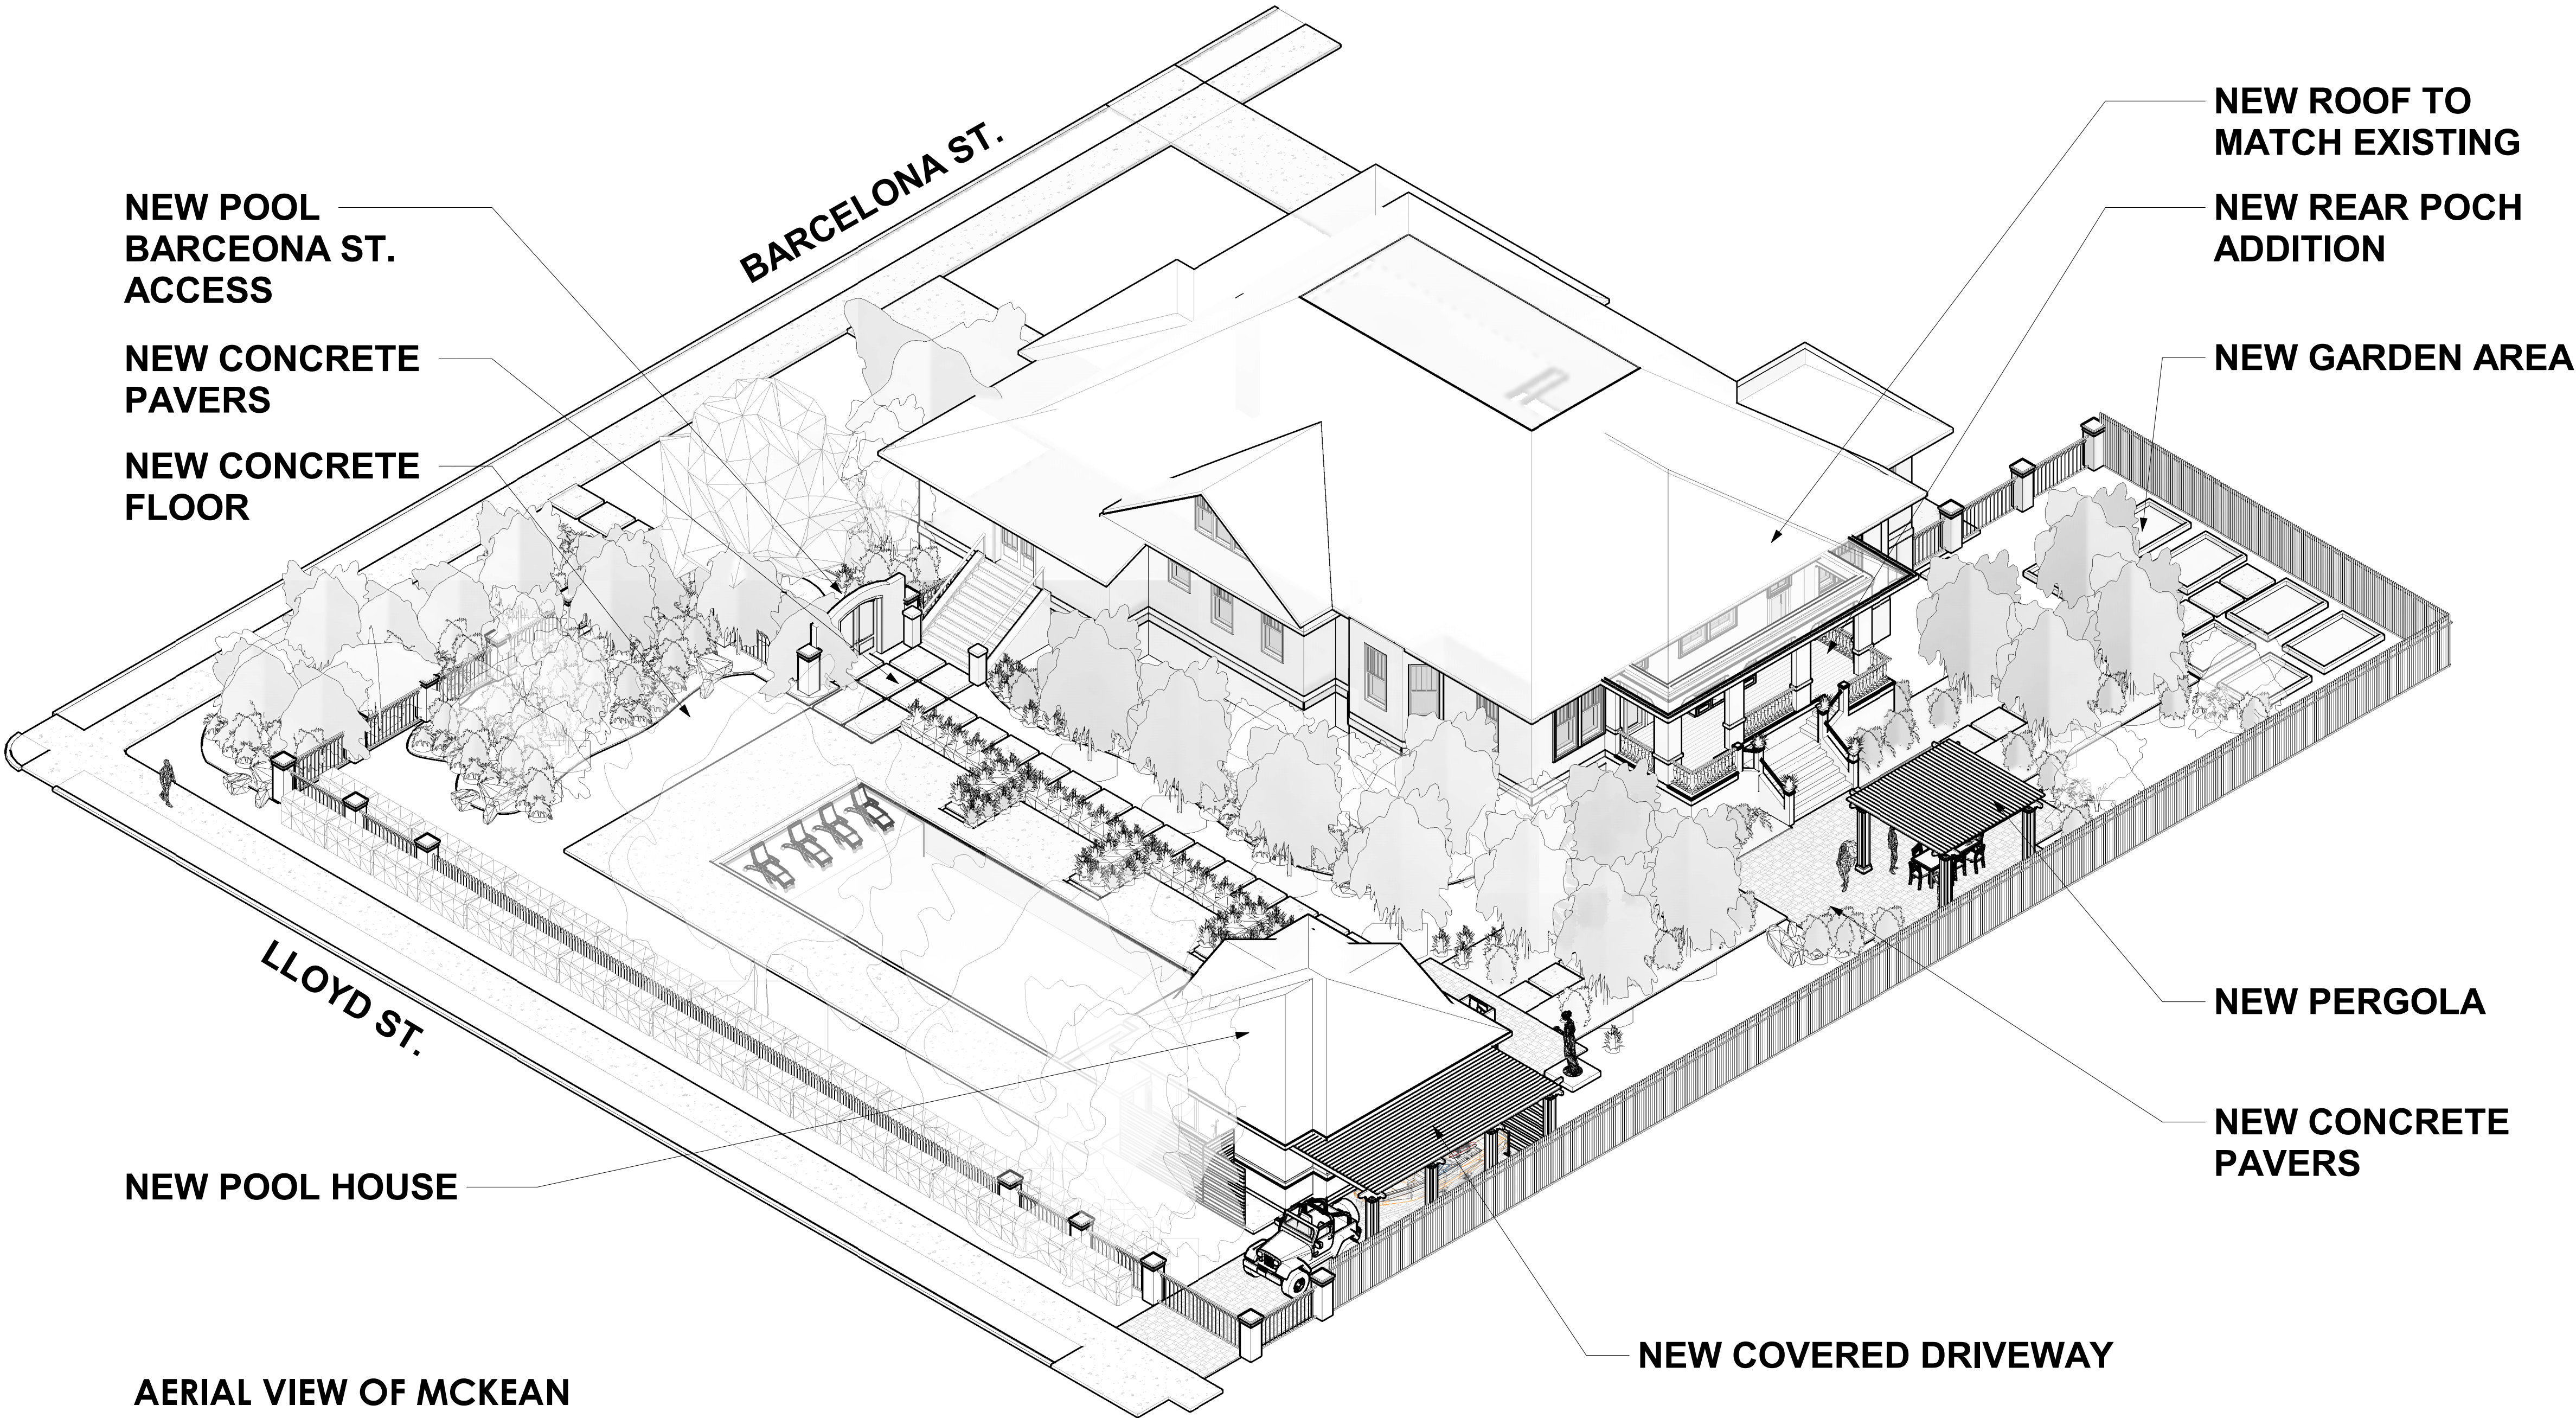 BARCELONA ST.
NEW POOL
BARCEONA ST.
ACCESS
NEW CONCRETE
PAVERS
NEW CONCRETE
FLOOR
NEW ROOF TO
MATCH EXISTING
NEW REAR POCH
ADDITION
NEW GARDEN AREA
LLOYD ST.
NEW POOL HOUSE
NEW PERGOLA
NEW CONCRETE
PAVERS
NEW COVERED DRIVEWAY
AERIAL VIEW OF MCKEAN